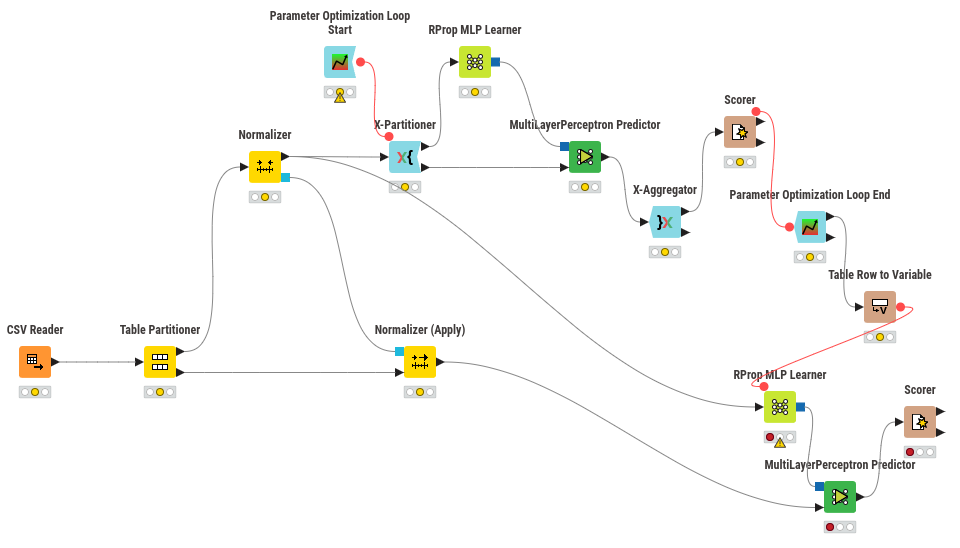 Parameter Optimization Loop
Start
RProp MLP Learner
Scorer
X-Partitioner
MultiLayerPerceptron Predictor
Normalizer
X-Aggregator
Parameter Optimization Loop End
Table Row to Variable
CSV Reader
Table Partitioner
Normalizer (Apply)
RProp MLP Learner
Scorer
MultiLayerPerceptron Predictor
X{
}X
V